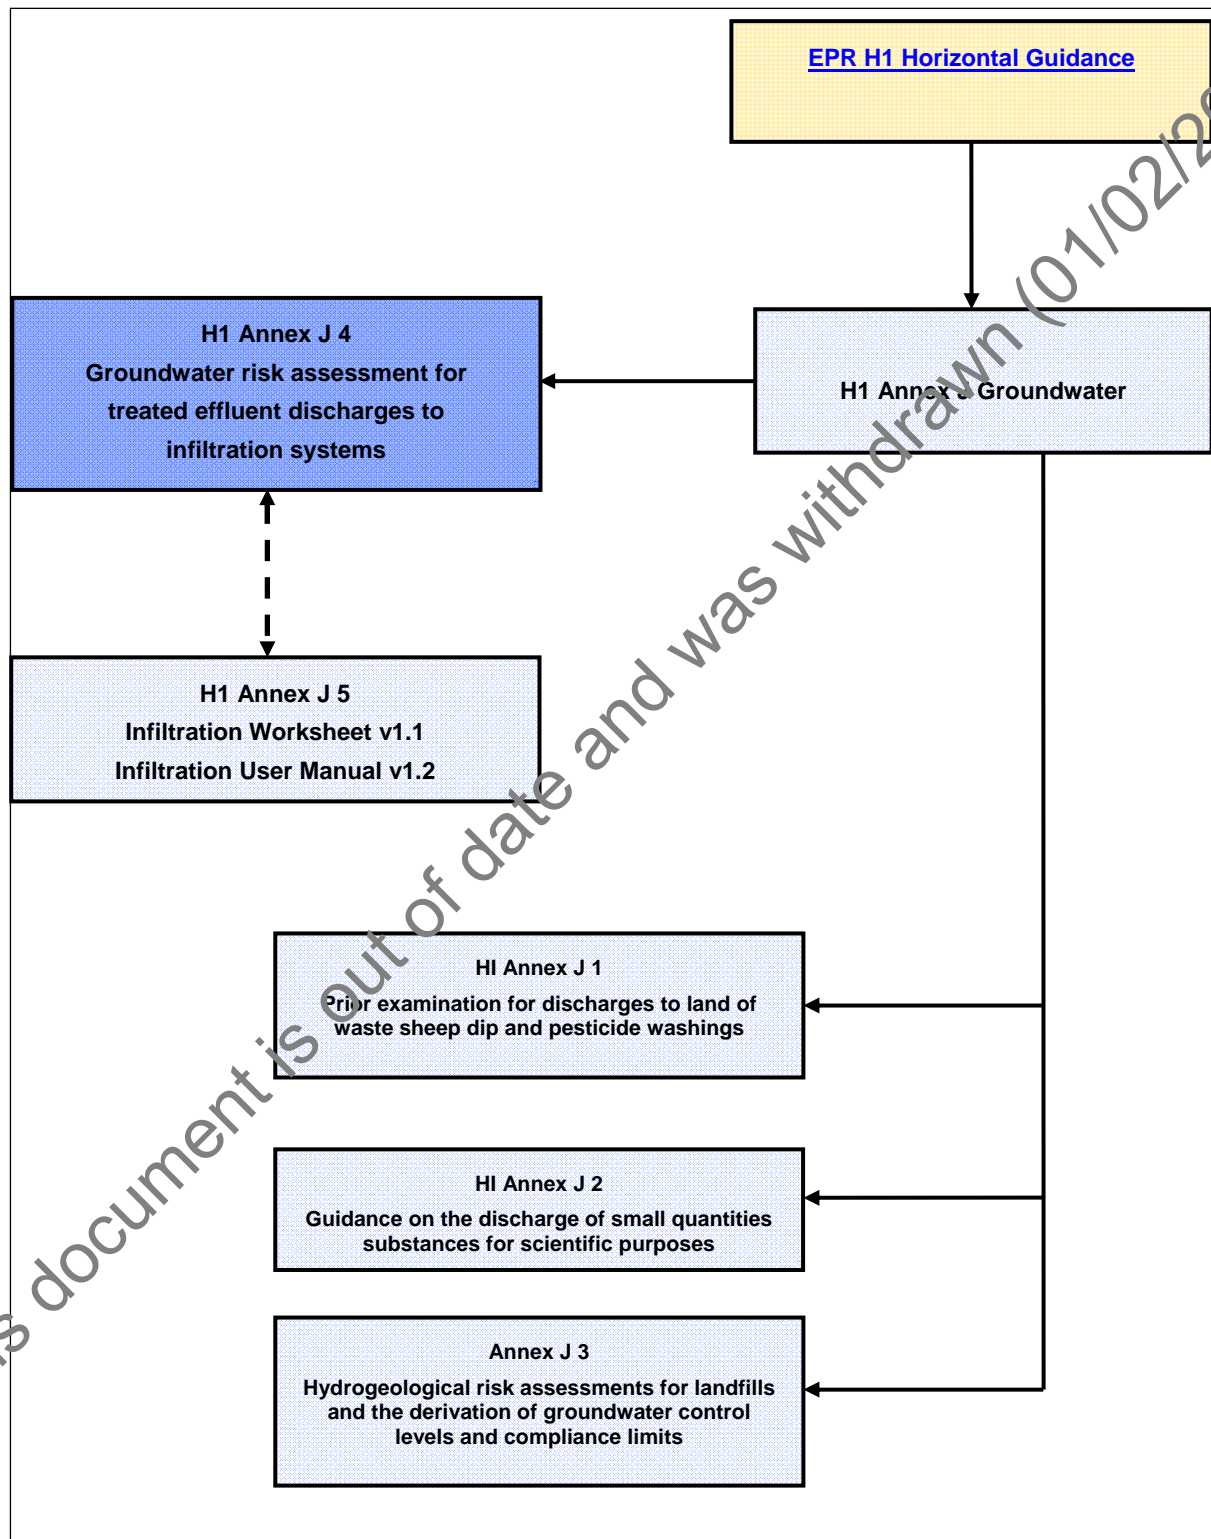 EPR H1 Horizontal Guidance
H1 Annex J 4
Groundwater risk assessment for
treated effluent discharges to
infiltration systems
H1 Annex J Groundwater
H1 Annex J 5
Infiltration Worksheet v1.1
Infiltration User Manual v1.2
HI Annex J 1
Prior examination for discharges to land of
waste sheep dip and pesticide washings
HI Annex J 2
Guidance on the discharge of small quantities
substances for scientific purposes
Annex J 3
Hydrogeological risk assessments for landfills
and the derivation of groundwater control
levels and compliance limits
document is out of date and was withdrawn (01/02/